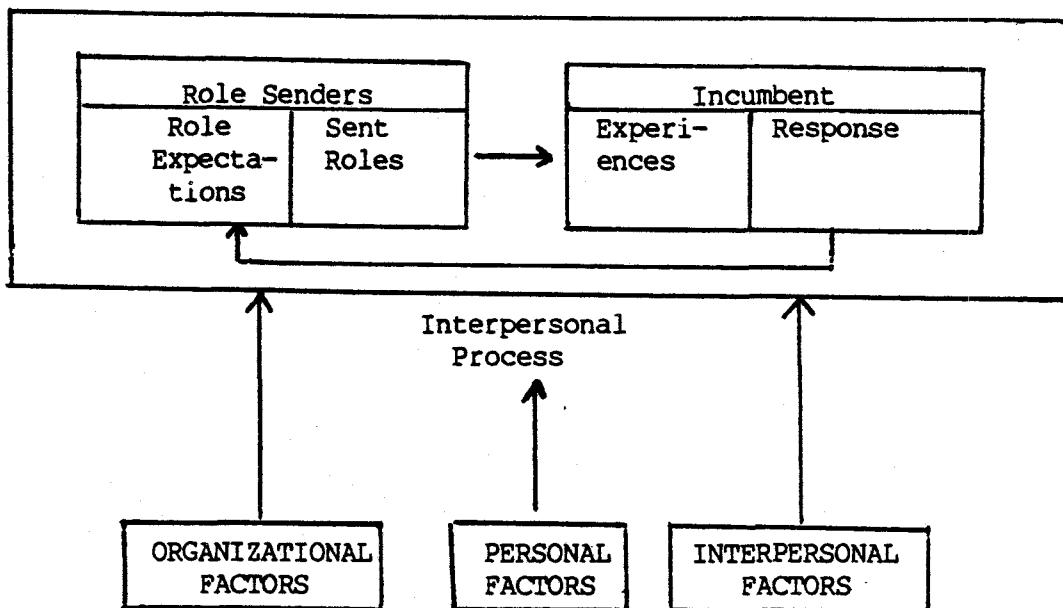 Role Senders
Role
Expecta-
tions
Sent
Roles
Incumbent
Experi-
ences
Response
Interpersonal
Process
ORGANIZATIONAL
FACTORS
PERSONAL
FACTORS
INTERPERSONAL
FACTORS